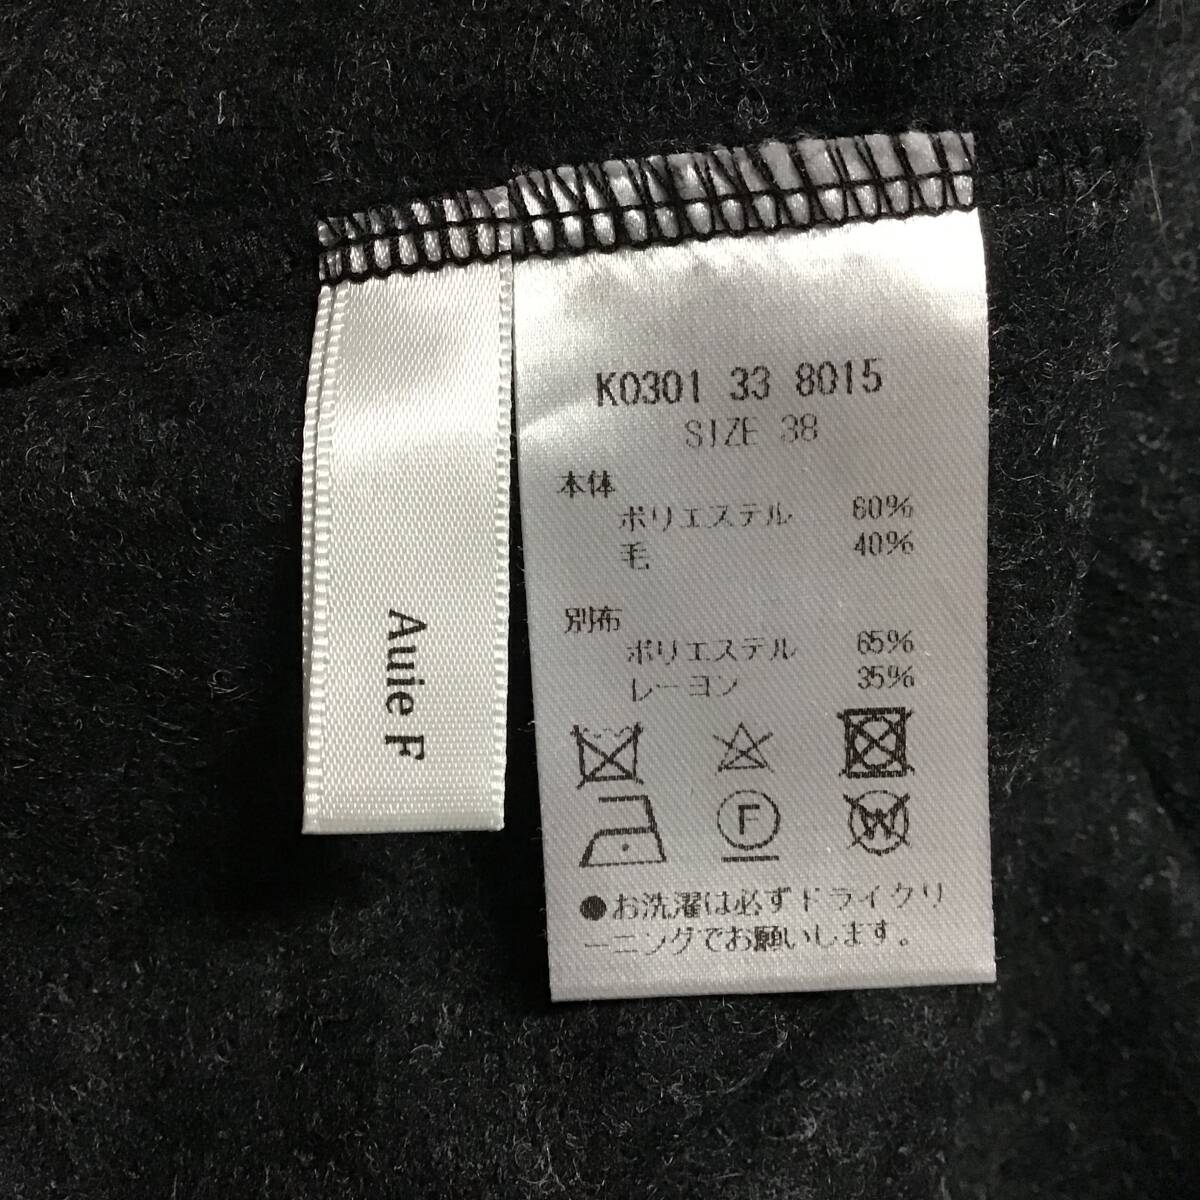 Auie F
K0301 33 8015
SIZE 38
本体
ポリエステル 60%
毛 40%
別布
ポリエステル 65%
レーヨン 35%
F
W
●お洗濯は必ずドライクリ
ーニングでお願いします。